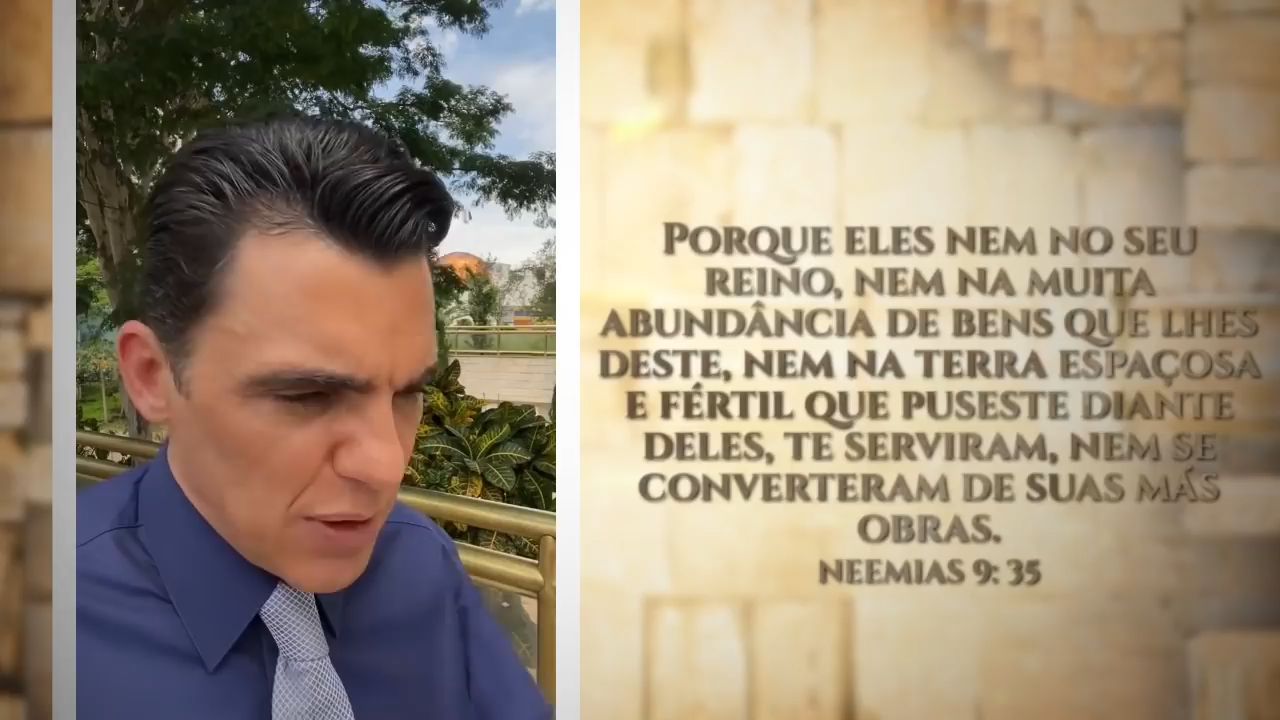 PORQUE ELES NEM NO SEU
REINO, NEM NA MUITA
ABUNDÂNCIA DE BENS QUE LHES
DESTE, NEM NA TERRA ESPAÇOSA
E FÉRTIL QUE PUSESTE DIANTE
DELES, TE SERVIRAM, NEM SE
CONVERTERAM DE SUAS MÁS
OBRAS.
NEEMIAS 9: 35